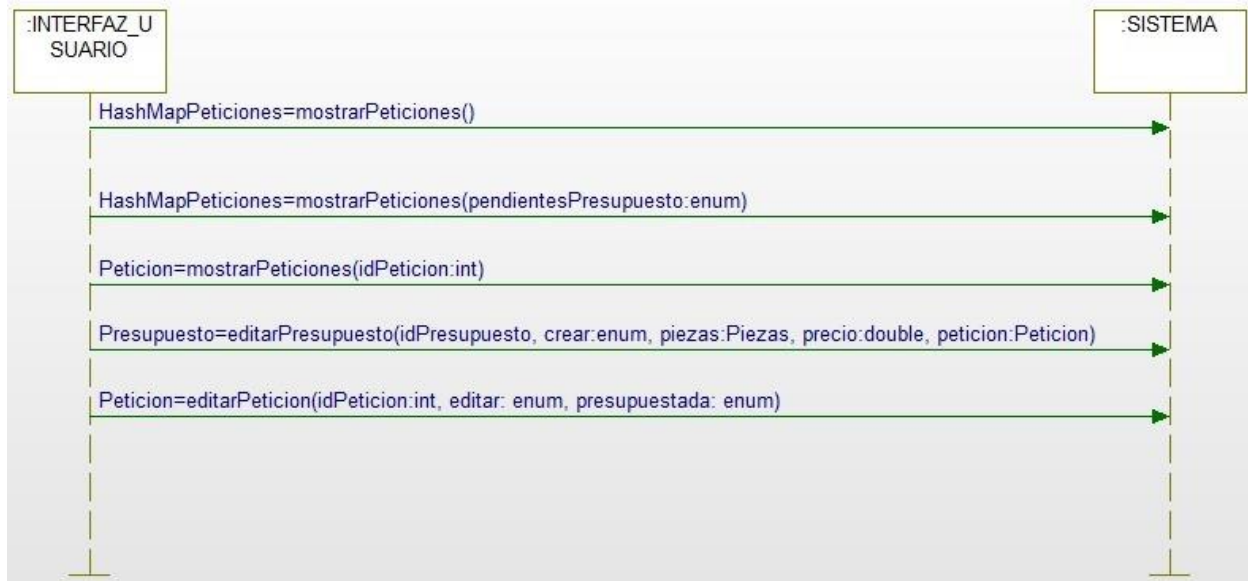 :INTERFAZ_U
SUARIO
:SISTEMA
HashMapPeticiones=mostrarPeticiones()
HashMapPeticiones=mostrarPeticiones(pendientesPresupuesto:enum)
Peticion=mostrarPeticiones(idPeticion:int)
Presupuesto=editarPresupuesto(idPresupuesto, crear:enum, piezas:Piezas, precio:double, peticion:Peticion)
Peticion=editarPeticion(idPeticion:int, editar: enum, presupuestada: enum)